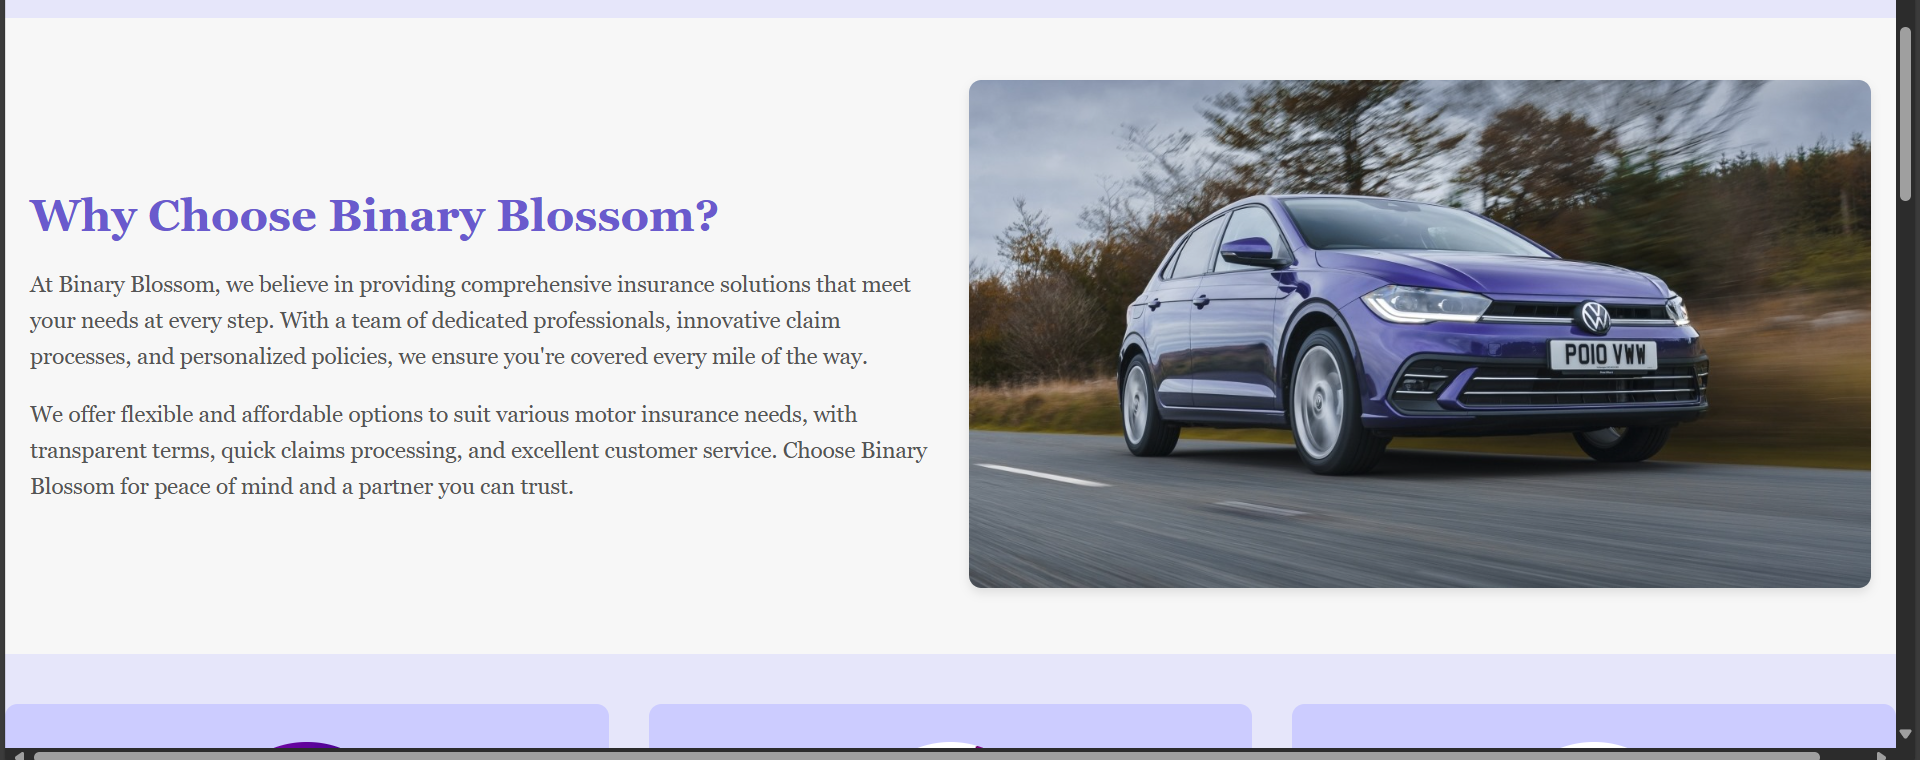 Why Choose Binary Blossom?
At Binary Blossom, we believe in providing comprehensive insurance solutions that meet
your needs at every step. With a team of dedicated professionals, innovative claim
processes, and personalized policies, we ensure you're covered every mile of the way.
We offer flexible and affordable options to suit various motor insurance needs, with
transparent terms, quick claims processing, and excellent customer service. Choose Binary
Blossom for peace of mind and a partner you can trust.
PO10 VWW